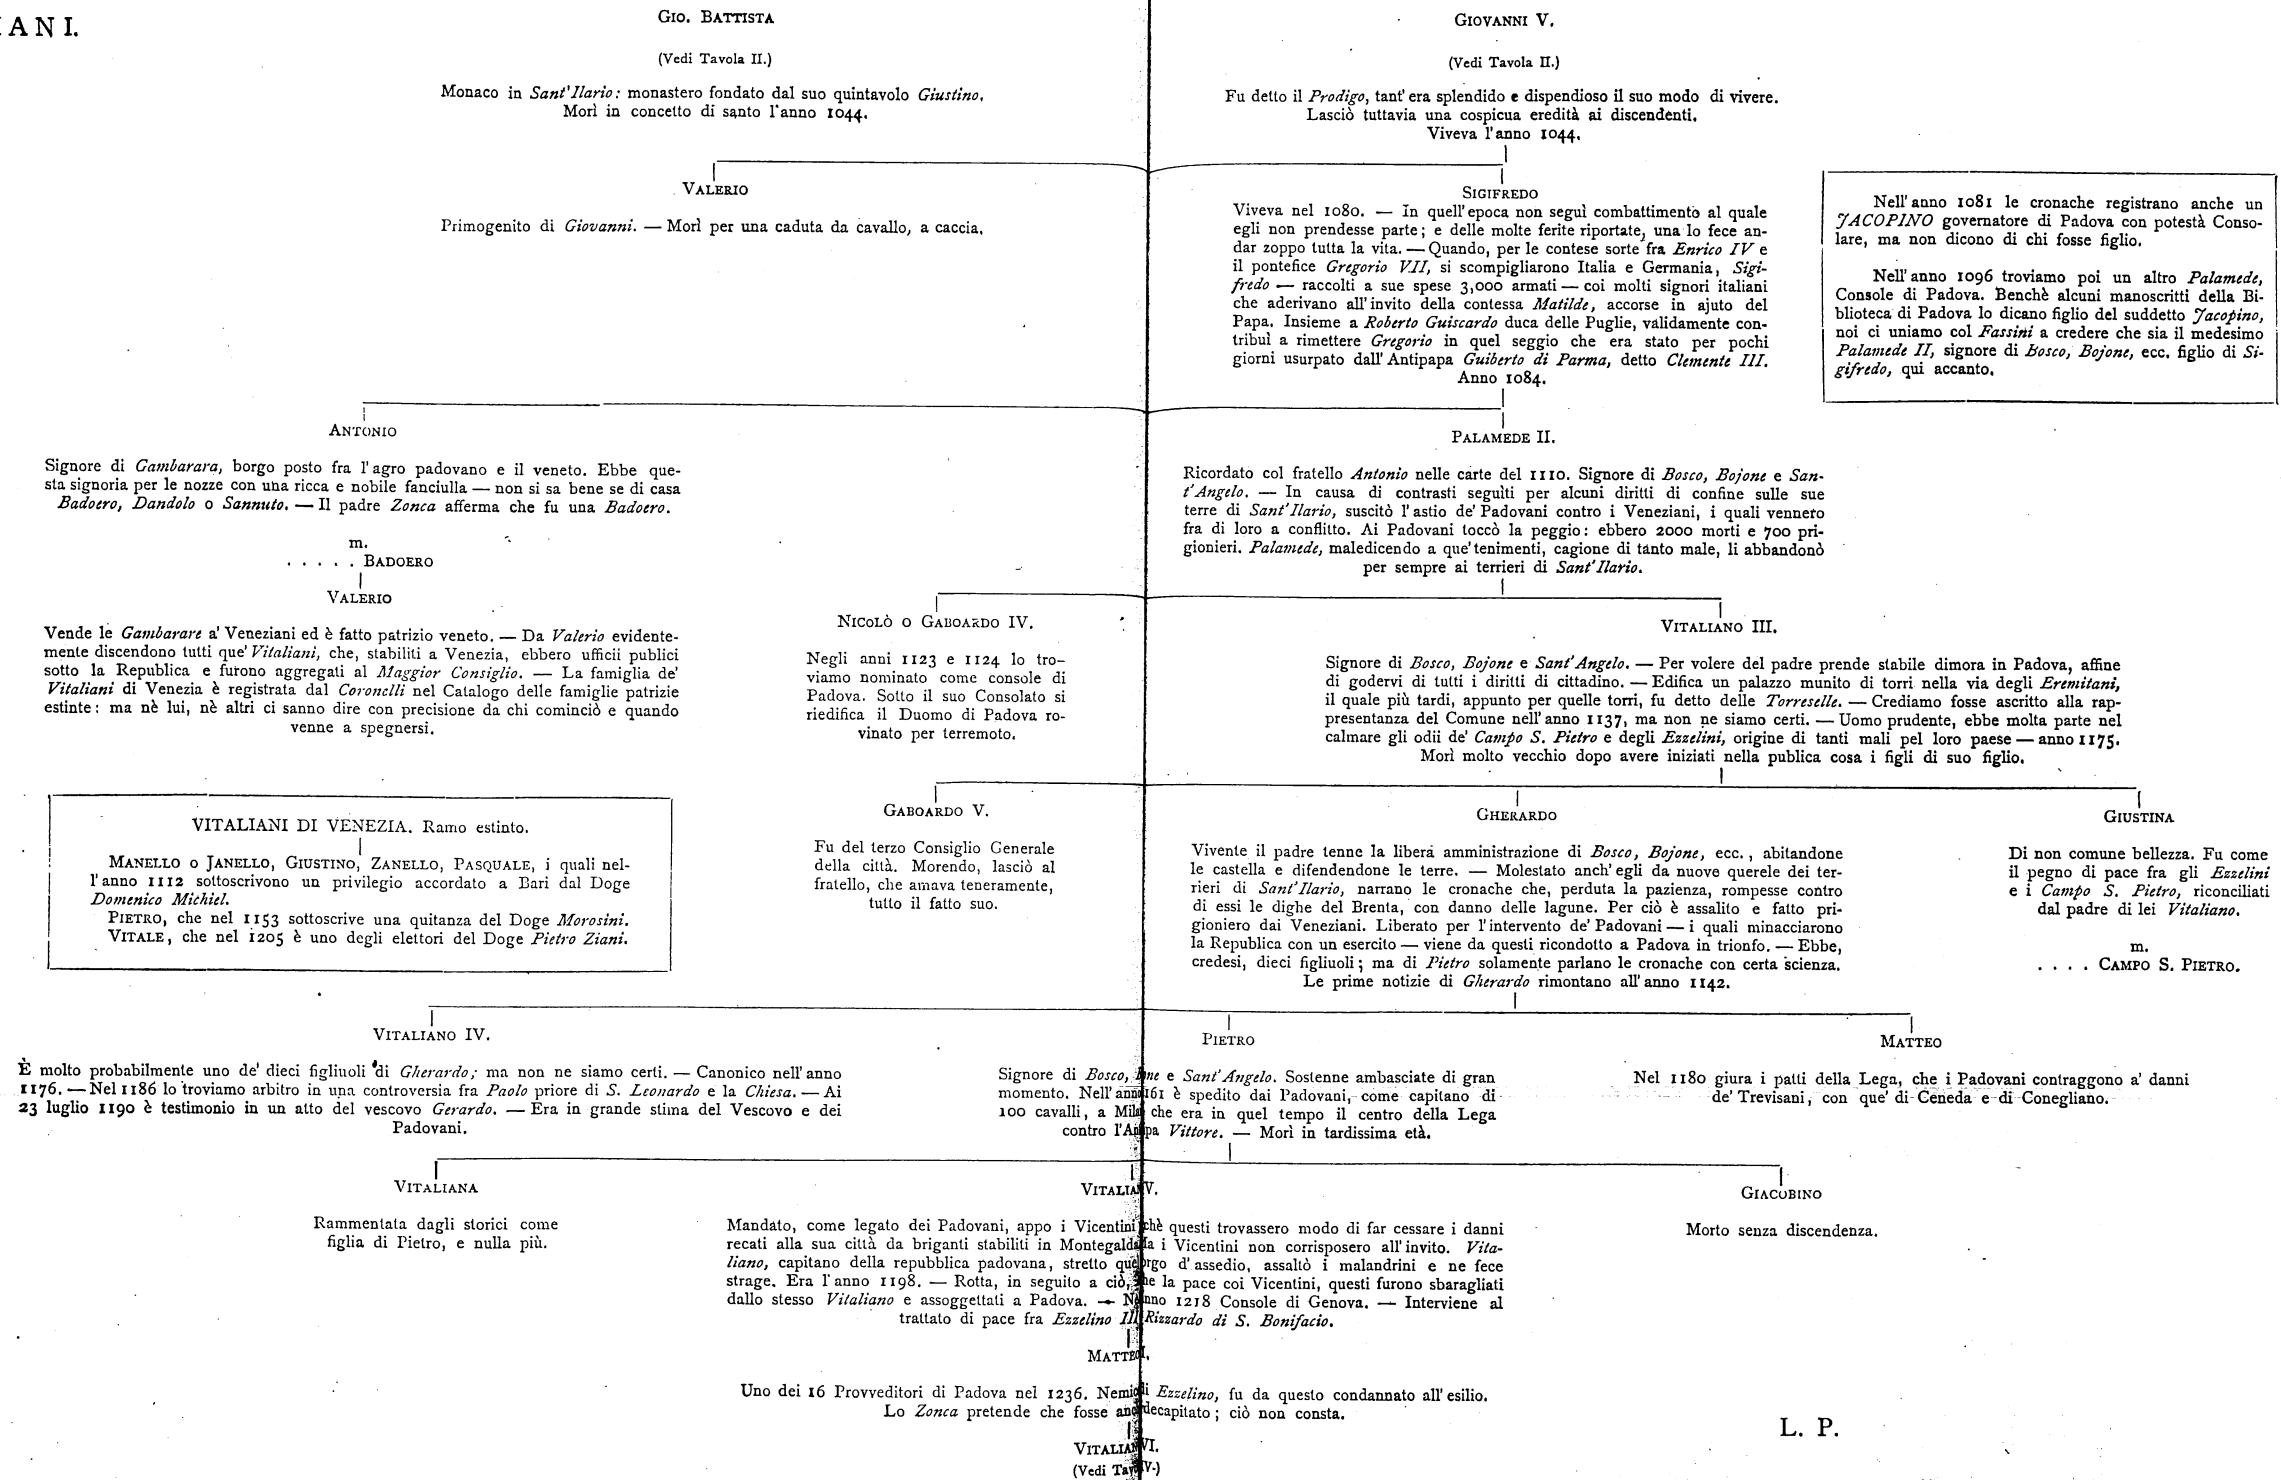 IANI.
GIO. BATTISTA
(Vedi Tavola II.)
Monaco in Sant'Ilario: monastero fondato dal suo quintavolo Giustino.
Morì in concetto di santo l'anno 1044.
GIOVANNI V.
(Vedi Tavola II.)
Fu detto il Prodigo, tant'era splendido e dispendioso il suo modo di vivere.
Lasciò tuttavia una cospicua eredità ai discendenti.
Viveva l'anno 1044.
VALERIO
Primogenito di Giovanni. — Morì per una caduta da cavallo, a caccia.
SIGIFREDO
Viveva nel 1080. — In quell'epoca non seguì combattimento al quale
egli non prendesse parte; e delle molte ferite riportate, una lo fece an-
dar zoppo tutta la vita. — Quando, per le contese sorte fra Enrico IV e
il pontefice Gregorio VII, si scompigliarono Italia e Germania, Sigi-
fredo — raccolti a sue spese 3,000 armati — coi molti signori italiani
che aderivano all'invito della contessa Matilde, accorse in ajuto del
Papa. Insieme a Roberto Guiscardo duca delle Puglie, validamente con-
tribuì a rimettere Gregorio in quel seggio che era stato per pochi
giorni usurpato dall'Antipapa Guiberto di Parma, detto Clemente III.
Anno 1084.
Nell'anno 1081 le cronache registrano anche un
JACOPINO governatore di Padova con potestà Conso-
lare, ma non dicono di chi fosse figlio.
Nell'anno 1096 troviamo poi un altro Palamede,
Console di Padova. Benchè alcuni manoscritti della Bi-
blioteca di Padova lo dicano figlio del suddetto Jacopino,
noi ci uniamo col Fassini a credere che sia il medesimo
Palamede II, signore di Bosco, Bojone, ecc. figlio di Si-
gifredo, qui accanto.
ANTONIO
Signore di Gambarara, borgo posto fra l'agro padovano e il veneto. Ebbe que-
sta signoria per le nozze con una ricca e nobile fanciulla — non si sa bene se di casa
Badoero, Dandolo o Sannuto. — Il padre Zonca afferma che fu una Badoero.
m.
. . . . . BADOERO
PALAMEDE II.
Ricordato col fratello Antonio nelle carte del 1110. Signore di Bosco, Bojone e San-
t'Angelo. — In causa di contrasti seguìti per alcuni diritti di confine sulle sue
terre di Sant'Ilario, suscitò l'astio de' Padovani contro i Veneziani, i quali vennero
fra di loro a conflitto. Ai Padovani toccò la peggio: ebbero 2000 morti e 700 pri-
gionieri. Palamede, maledicendo a que' tenimenti, cagione di tanto male, li abbandonò
per sempre ai terrieri di Sant'Ilario.
VALERIO
Vende le Gambarare a' Veneziani ed è fatto patrizio veneto. — Da Valerio evidente-
mente discendono tutti que' Vitaliani, che, stabiliti a Venezia, ebbero ufficii publici
sotto la Republica e furono aggregati al Maggior Consiglio. — La famiglia de'
Vitaliani di Venezia è registrata dal Coronelli nel Catalogo delle famiglie patrizie
estinte: ma nè lui, nè altri ci sanno dire con precisione da chi cominciò e quando
venne a spegnersi.
NICOLÒ O GABOARDO IV.
Negli anni 1123 e 1124 lo tro-
viamo nominato come console di
Padova. Sotto il suo Consolato si
riedifica il Duomo di Padova ro-
vinato per terremoto.
VITALIANO III.
Signore di Bosco, Bojone e Sant'Angelo. — Per volere del padre prende stabile dimora in Padova, affine
di godervi di tutti i diritti di cittadino. — Edifica un palazzo munito di torri nella via degli Eremitani,
il quale più tardi, appunto per quelle torri, fu detto delle Torreselle. — Crediamo fosse ascritto alla rap-
presentanza del Comune nell'anno 1137, ma non ne siamo certi. — Uomo prudente, ebbe molta parte nel
calmare gli odii de' Campo S. Pietro e degli Ezzelini, origine di tanti mali pel loro paese — anno 1175.
Morì molto vecchio dopo avere iniziati nella publica cosa i figli di suo figlio.
VITALIANI DI VENEZIA. Ramo estinto.
MANELLO O JANELLO, GIUSTINO, ZANELLO, PASQUALE, i quali nel-
l'anno 1112 sottoscrivono un privilegio accordato a Bari dal Doge
Domenico Michiel.
PIETRO, che nel 1153 sottoscrive una quitanza del Doge Morosini.
VITALE, che nel 1205 è uno degli elettori del Doge Pietro Ziani.
GABOARDO V.
Fu del terzo Consiglio Generale
della città. Morendo, lasciò al
fratello, che amava teneramente,
tutto il fatto suo.
GHERARDO
Vivente il padre tenne la libera amministrazione di Bosco, Bojone, ecc., abitandone
le castella e difendendone le terre. — Molestato anch'egli da nuove querele dei ter-
rieri di Sant'Ilario, narrano le cronache che, perduta la pazienza, rompesse contro
di essi le dighe del Brenta, con danno delle lagune. Per ciò è assalito e fatto pri-
gioniero dai Veneziani. Liberato per l'intervento de' Padovani — i quali minacciarono
la Republica con un esercito — viene da questi ricondotto a Padova in trionfo. — Ebbe,
credesi, dieci figliuoli; ma di Pietro solamente parlano le cronache con certa scienza.
Le prime notizie di Gherardo rimontano all'anno 1142.
GIUSTINA
Di non comune bellezza. Fu come
il pegno di pace fra gli Ezzelini
e i Campo S. Pietro, riconciliati
dal padre di lei Vitaliano.
m.
. . . . CAMPO S. PIETRO.
VITALIANO IV.
È molto probabilmente uno de' dieci figliuoli di Gherardo; ma non ne siamo certi. — Canonico nell'anno
1176. — Nel 1186 lo troviamo arbitro in una controversia fra Paolo priore di S. Leonardo e la Chiesa. — Ai
23 luglio 1190 è testimonio in un atto del vescovo Gerardo. — Era in grande stima del Vescovo e dei
Padovani.
PIETRO
Signore di Bosco, ne e Sant'Angelo. Sostenne ambasciate di gran
momento. Nell'ann 161 è spedito dai Padovani, come capitano di
100 cavalli, a Mila che era in quel tempo il centro della Lega
contro l'An pa Vittore. — Morì in tardissima età.
MATTEO
Nel 1180 giura i patti della Lega, che i Padovani contraggono a' danni
de' Trevisani, con que' di Ceneda e di Conegliano.
VITALIANA
Rammentata dagli storici come
figlia di Pietro, e nulla più.
VITALIA V.
Mandato, come legato dei Padovani, appo i Vicentini chè questi trovassero modo di far cessare i danni
recati alla sua città da briganti stabiliti in Montegalda la i Vicentini non corrisposero all'invito. Vita-
liano, capitano della repubblica padovana, stretto que rgo d'assedio, assaltò i malandrini e ne fece
strage. Era l'anno 1198. — Rotta, in seguito a ciò, he la pace coi Vicentini, questi furono sbaragliati
dallo stesso Vitaliano e assoggettati a Padova. — N nno 1218 Console di Genova. — Interviene al
trattato di pace fra Ezzelino II Rizzardo di S. Bonifacio.
GIACOBINO
Morto senza discendenza.
MATTEO I.
Uno dei 16 Provveditori di Padova nel 1236. Nemic i Ezzelino, fu da questo condannato all'esilio.
Lo Zonca pretende che fosse anc decapitato; ciò non consta.
VITALIAN VI.
(Vedi Tav V.)
L. P.